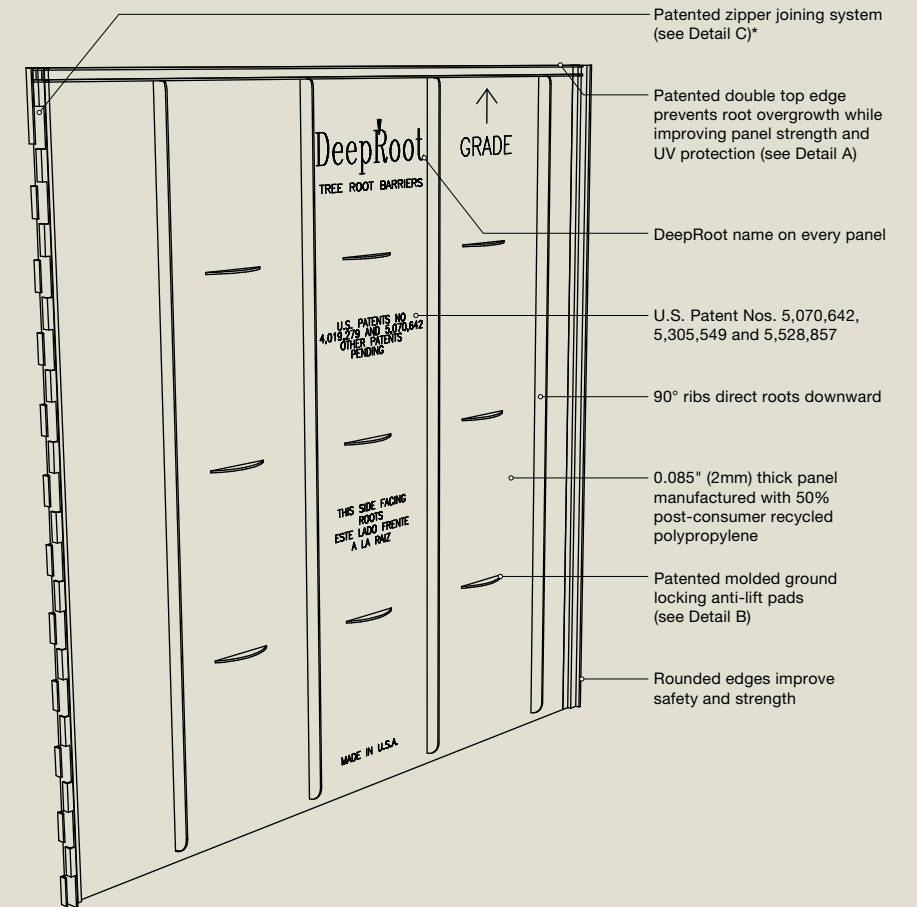 Patented zipper joining system
(see Detail C)*
Patented double top edge
prevents root overgrowth while
improving panel strength and
UV protection (see Detail A)
DeepRoot
TREE ROOT BARRIERS
GRADE
DeepRoot name on every panel
U.S. PATENTS NO
4,019,279 AND 5,070,642
OTHER PATENTS
PENDING
U.S. Patent Nos. 5,070,642,
5,305,549 and 5,528,857
90° ribs direct roots downward
0.085" (2mm) thick panel
manufactured with 50%
post-consumer recycled
polypropylene
THIS SIDE FACING
ROOTS
ESTE LADO FRENTE
A LA RAIZ
Patented molded ground
locking anti-lift pads
(see Detail B)
Rounded edges improve
safety and strength
MADE IN U.S.A.